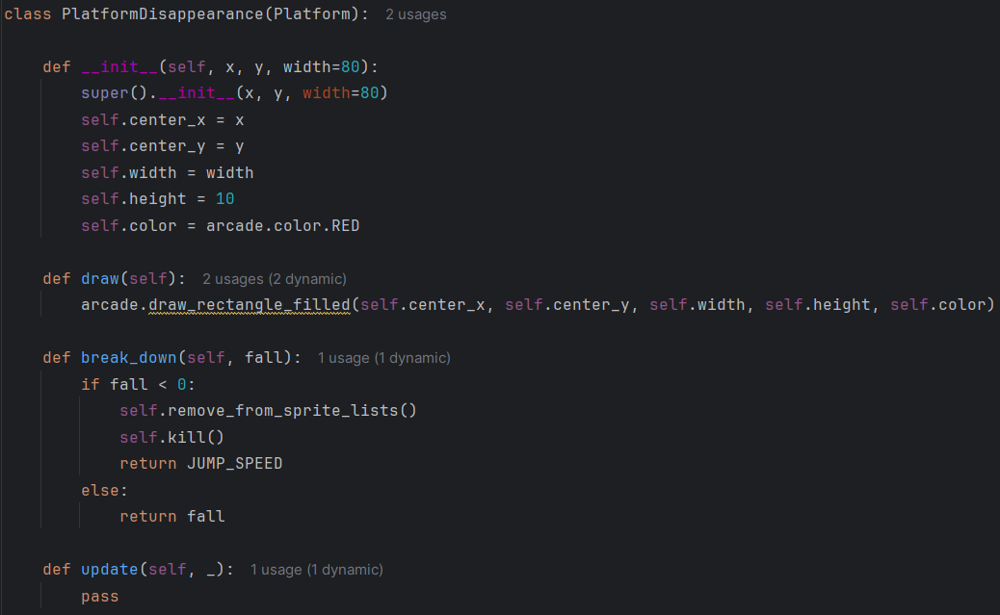 class PlatformDisappearance(Platform): 2 usages
def __init__(self, x, y, width=80):
super().__init__(x, y, width=80)
self.center_x = x
self.center_y = y
self.width = width
self.height = 10
self.color = arcade.color.RED
def draw(self): 2 usages (2 dynamic)
arcade.draw_rectangle_filled(self.center_x, self.center_y, self.width, self.height, self.color)
def break_down(self, fall): 1 usage (1 dynamic)
if fall < 0:
self.remove_from_sprite_lists()
self.kill()
return JUMP_SPEED
else:
return fall
def update(self, _): 1 usage (1 dynamic)
pass